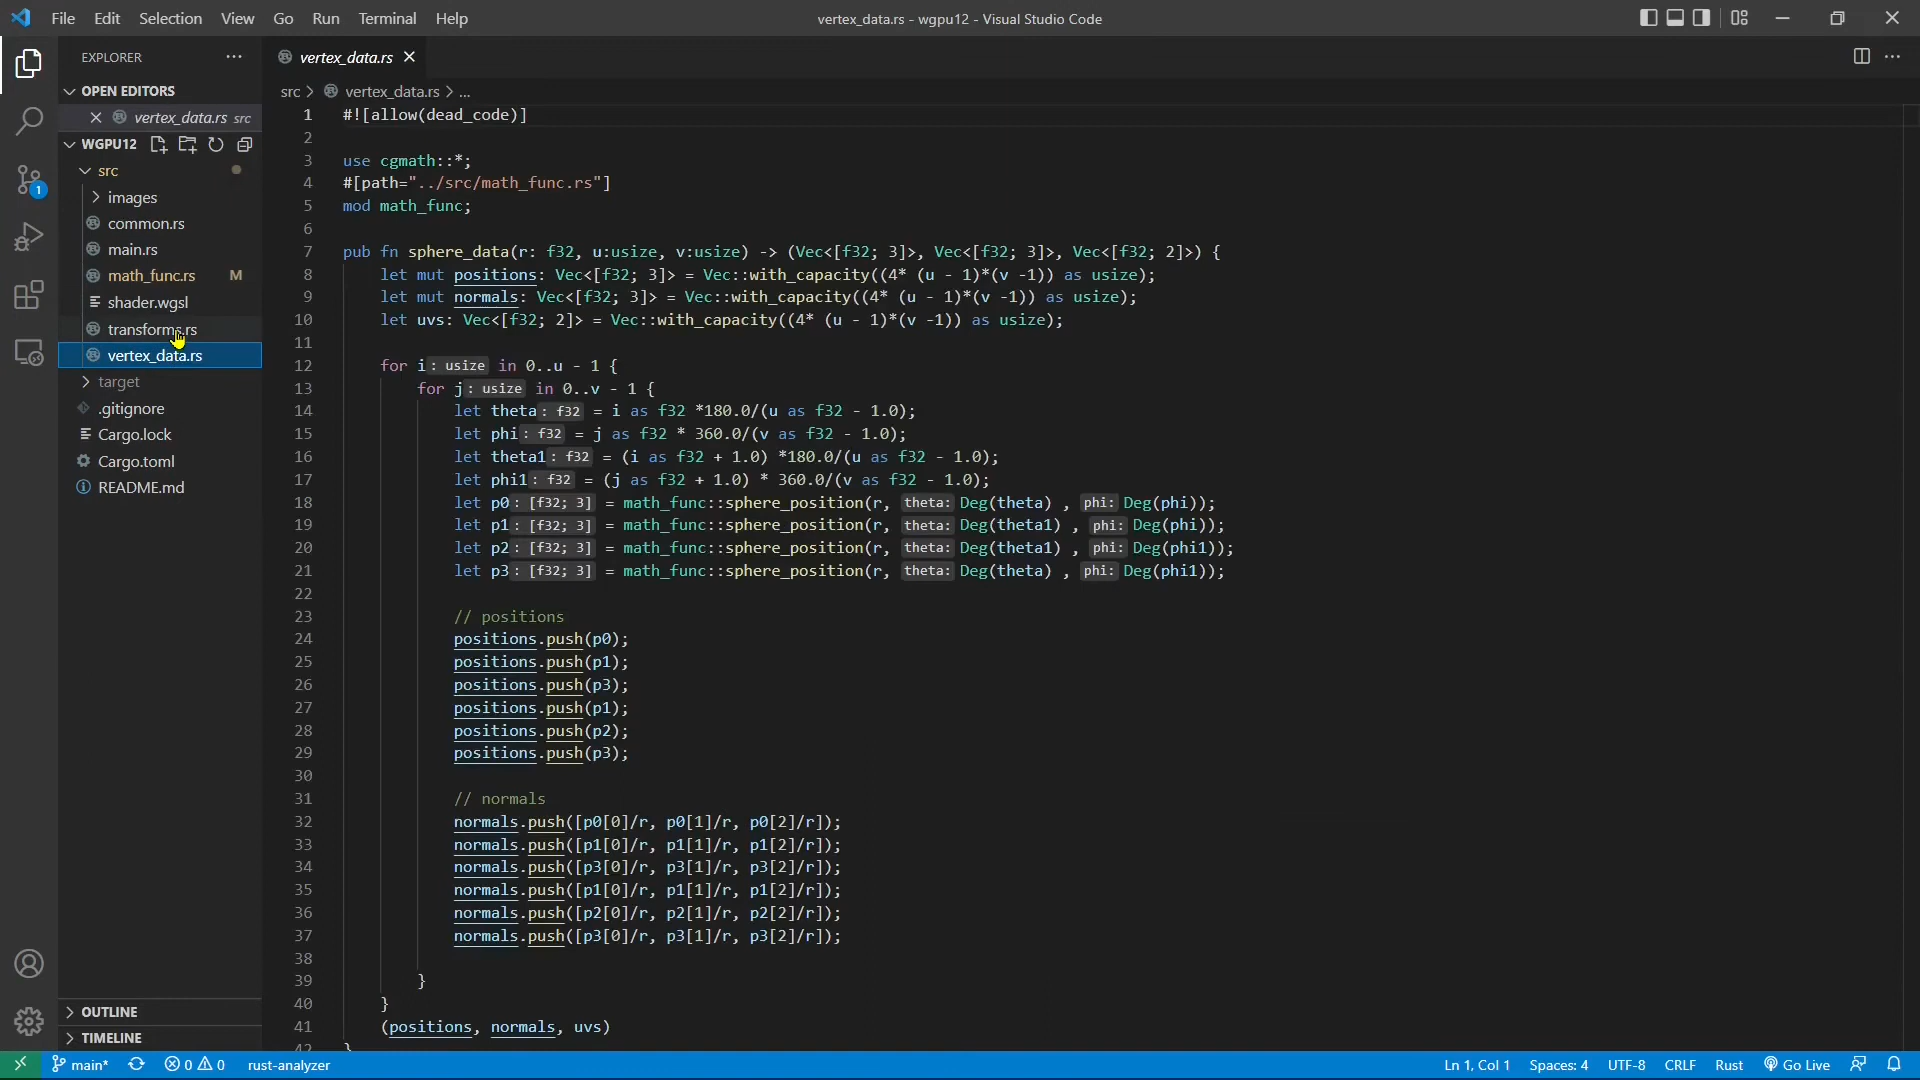 File Edit Selection View Go Run Terminal Help
vertex_data.rs - wgpu12 - Visual Studio Code
EXPLORER
OPEN EDITORS
vertex_data.rs src
WGPU12
src
images
common.rs
main.rs
math_func.rs M
shader.wgsl
transforms.rs
vertex_data.rs
target
.gitignore
Cargo.lock
Cargo.toml
README.md
OUTLINE
TIMELINE
1
vertex_data.rs
src > vertex_data.rs > ...
1 #![allow(dead_code)]
2
3 use cgmath::*;
4 #[path="../src/math_func.rs"]
5 mod math_func;
6
7 pub fn sphere_data(r: f32, u:usize, v:usize) -> (Vec<[f32; 3]>, Vec<[f32; 3]>, Vec<[f32; 2]>) {
8 let mut positions: Vec<[f32; 3]> = Vec::with_capacity((4* (u - 1)*(v -1)) as usize);
9 let mut normals: Vec<[f32; 3]> = Vec::with_capacity((4* (u - 1)*(v -1)) as usize);
10 let uvs: Vec<[f32; 2]> = Vec::with_capacity((4* (u - 1)*(v -1)) as usize);
11
12 for i: usize in 0..u - 1 {
13 for j: usize in 0..v - 1 {
14 let theta: f32 = i as f32 *180.0/(u as f32 - 1.0);
15 let phi: f32 = j as f32 * 360.0/(v as f32 - 1.0);
16 let theta1: f32 = (i as f32 + 1.0) *180.0/(u as f32 - 1.0);
17 let phi1: f32 = (j as f32 + 1.0) * 360.0/(v as f32 - 1.0);
18 let p0: [f32; 3] = math_func::sphere_position(r, theta: Deg(theta) , phi: Deg(phi));
19 let p1: [f32; 3] = math_func::sphere_position(r, theta: Deg(theta1) , phi: Deg(phi));
20 let p2: [f32; 3] = math_func::sphere_position(r, theta: Deg(theta1) , phi: Deg(phi1));
21 let p3: [f32; 3] = math_func::sphere_position(r, theta: Deg(theta) , phi: Deg(phi1));
22
23 // positions
24 positions.push(p0);
25 positions.push(p1);
26 positions.push(p3);
27 positions.push(p1);
28 positions.push(p2);
29 positions.push(p3);
30
31 // normals
32 normals.push([p0[0]/r, p0[1]/r, p0[2]/r]);
33 normals.push([p1[0]/r, p1[1]/r, p1[2]/r]);
34 normals.push([p3[0]/r, p3[1]/r, p3[2]/r]);
35 normals.push([p1[0]/r, p1[1]/r, p1[2]/r]);
36 normals.push([p2[0]/r, p2[1]/r, p2[2]/r]);
37 normals.push([p3[0]/r, p3[1]/r, p3[2]/r]);
38
39 }
40 }
41 (positions, normals, uvs)
42 }
main* 0 0 rust-analyzer
Ln 1, Col 1 Spaces: 4 UTF-8 CRLF Rust Go Live